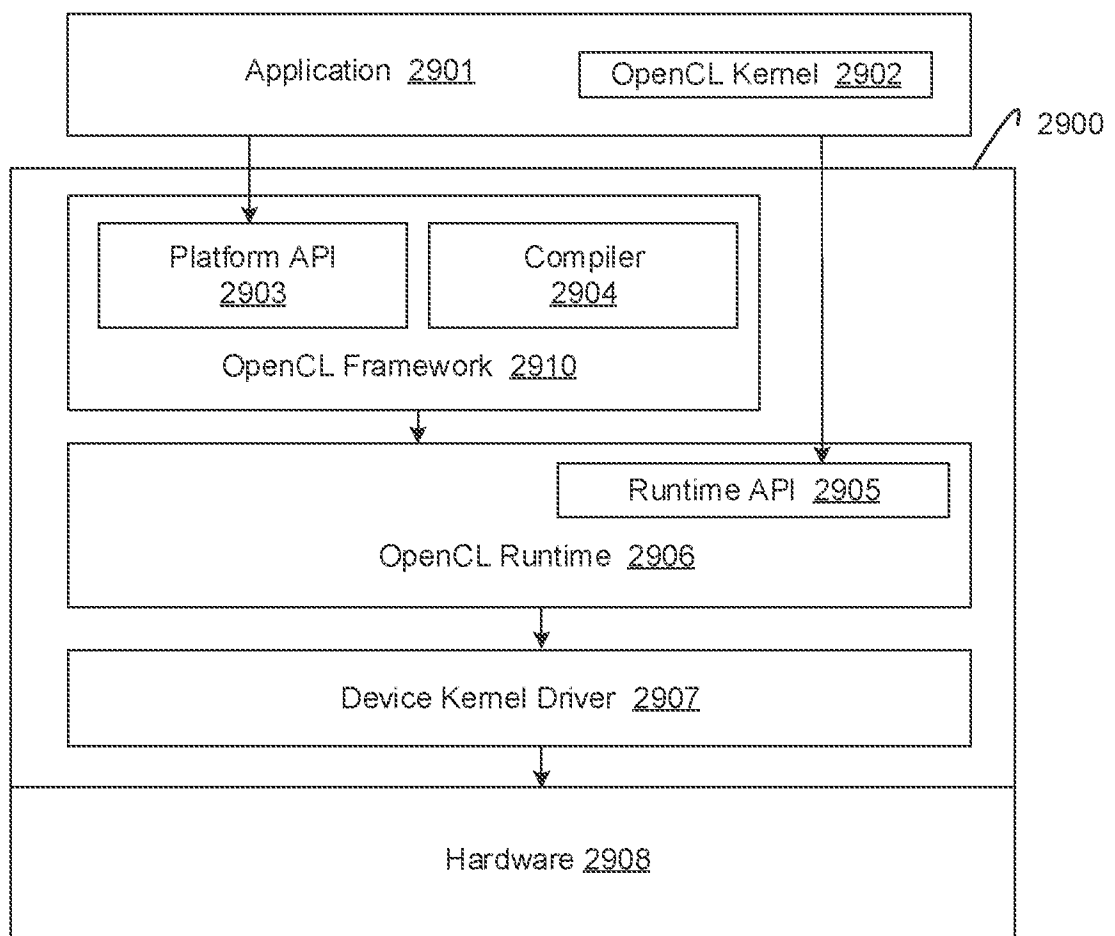 Application 2901
OpenCL Kernel 2902
2900
Platform API
2903
Compiler
2904
OpenCL Framework 2910
Runtime API 2905
OpenCL Runtime 2906
Device Kernel Driver 2907
Hardware 2908